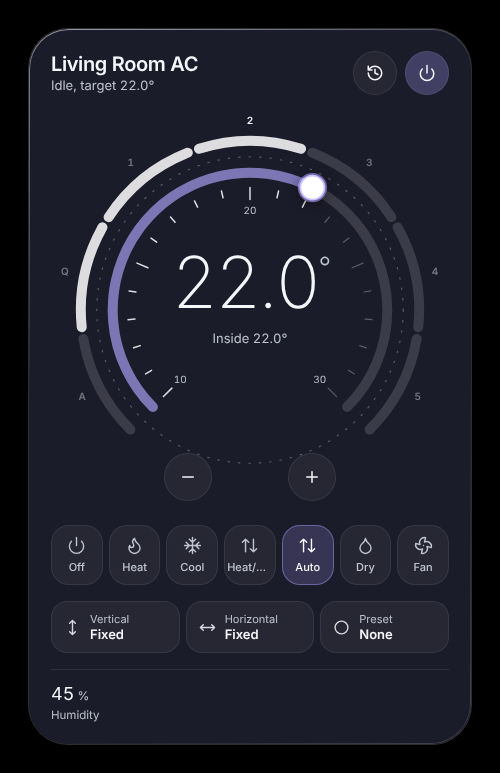 Living Room AC
Idle, target 22.0°
2
1
3
20
Q
4
22.0°
Inside 22.0°
10
30
A
5
Off
Heat
Cool
Heat/...
Auto
Dry
Fan
Vertical
Fixed
Horizontal
Fixed
Preset
None
45 %
Humidity